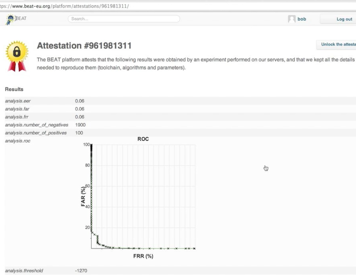 ps://www.beat-eu.org/platform/attestations/961981311/
BEAT
Search...
bob
Log out
Attestation #961981311
Unlock the attesta
The BEAT platform attests that the following results were obtained by an experiment performed on our servers, and that we kept all the details
needed to reproduce them (toolchain, algorithms and parameters).
Results
analysis.eer 0.06
analysis.far 0.06
analysis.frr 0.06
analysis.number_of_negatives 1900
analysis.number_of_positives 100
analysis.roc
ROC
100
80
60
40
20
FAR (%)
FRR (%)
analysis.threshold -1270